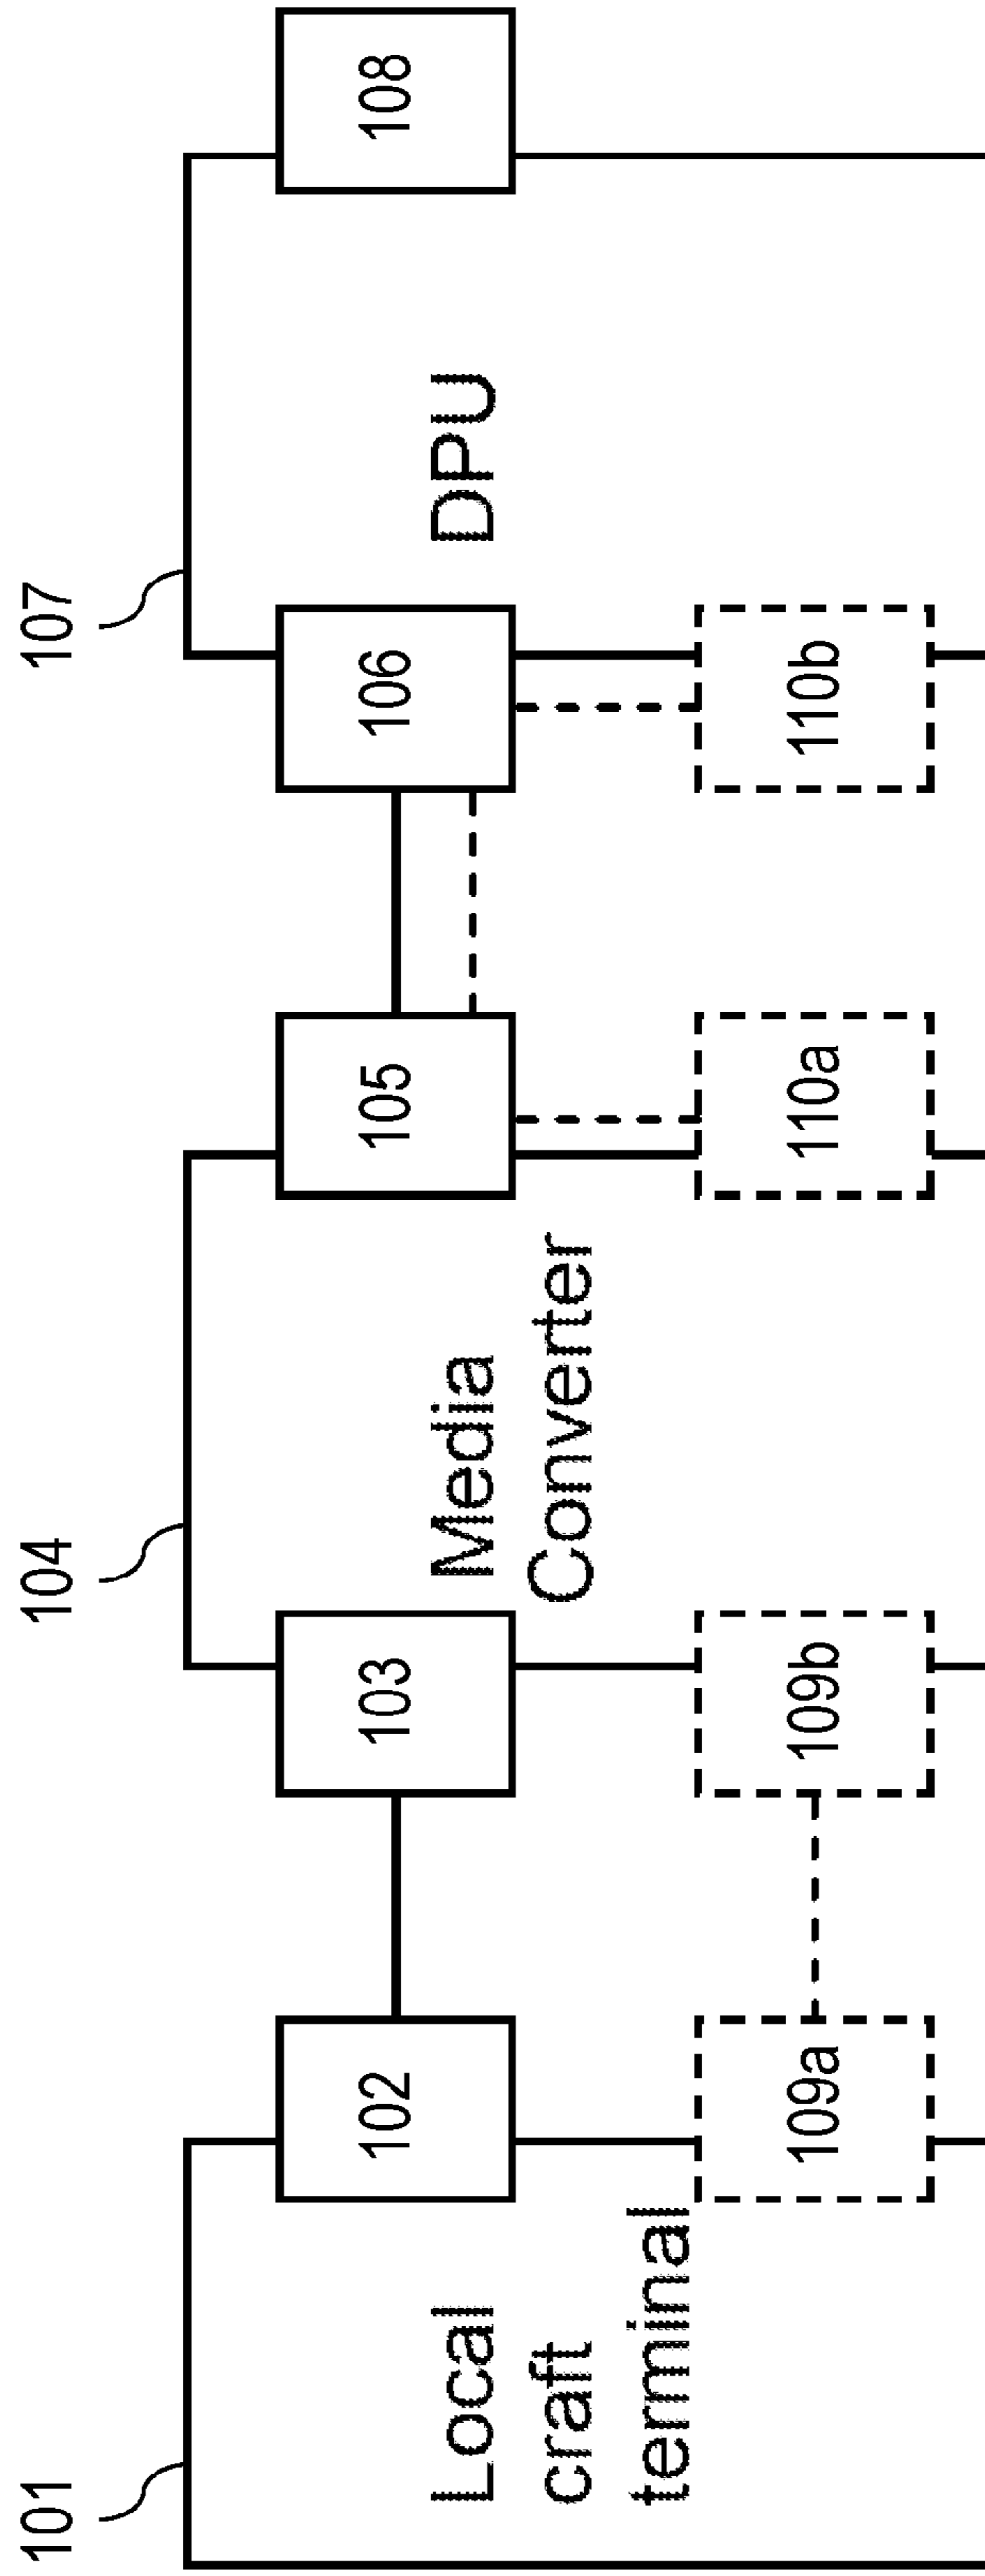 101
104
107
102
103
105
106
108
Local
craft
terminal
Media
Converter
DPU
109a
109b
110a
110b